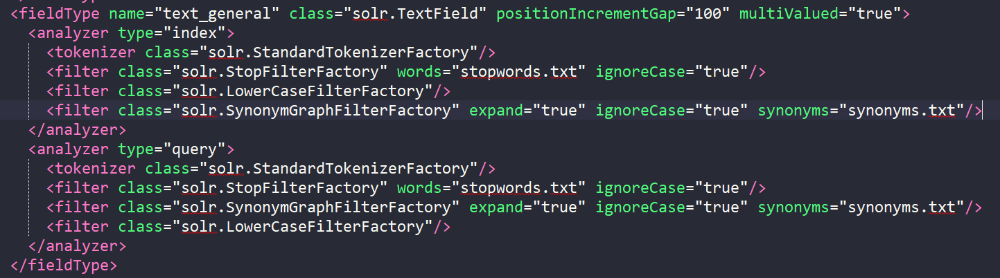 <fieldType name="text_general" class="solr.TextField" positionIncrementGap="100" multiValued="true">
<analyzer type="index">
<tokenizer class="solr.StandardTokenizerFactory"/>
<filter class="solr.StopFilterFactory" words="stopwords.txt" ignoreCase="true"/>
<filter class="solr.LowerCaseFilterFactory"/>
<filter class="solr.SynonymGraphFilterFactory" expand="true" ignoreCase="true" synonyms="synonyms.txt"/>
</analyzer>
<analyzer type="query">
<tokenizer class="solr.StandardTokenizerFactory"/>
<filter class="solr.StopFilterFactory" words="stopwords.txt" ignoreCase="true"/>
<filter class="solr.SynonymGraphFilterFactory" expand="true" ignoreCase="true" synonyms="synonyms.txt"/>
<filter class="solr.LowerCaseFilterFactory"/>
</analyzer>
</fieldType>